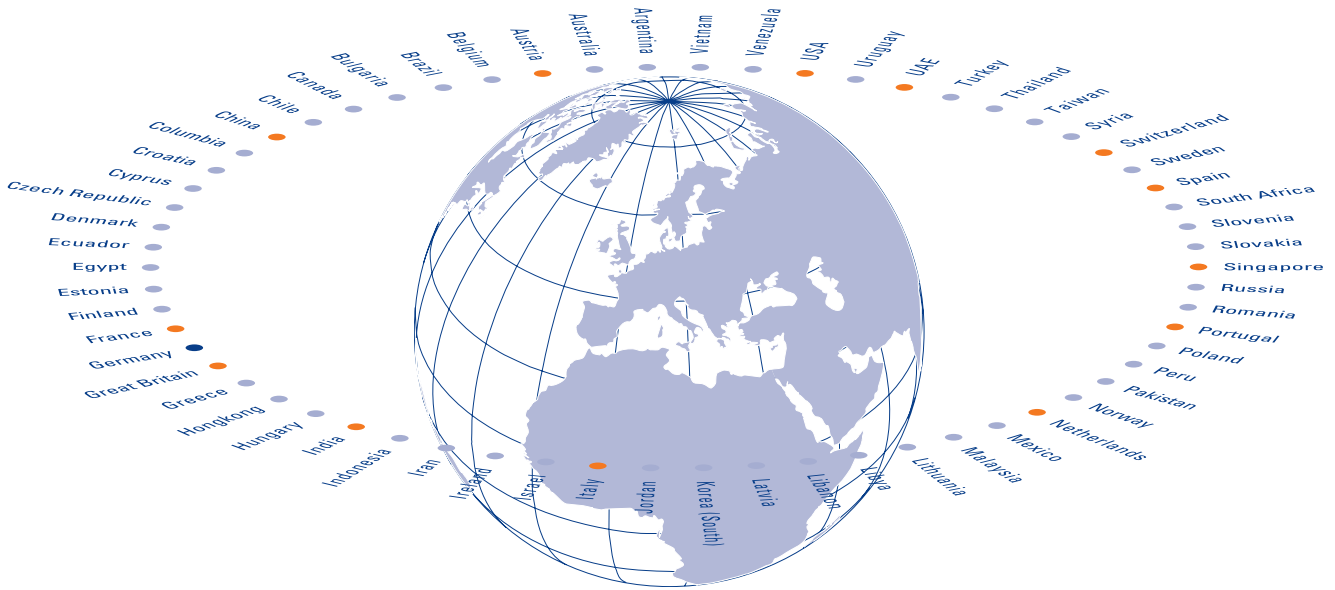 Argentina
Australia
Austria
Belgium
Brazil
Bulgaria
Canada
Chile
China
Columbia
Croatia
Cyprus
Czech Republic
Denmark
Ecuador
Egypt
Estonia
Finland
France
Germany
Great Britain
Greece
Hongkong
Hungary
India
Indonesia
Iran
Ireland
Israel
Italy
Jordan
Korea (South)
Latvia
Libanon
Libya
Lithuania
Malaysia
Mexico
Netherlands
Norway
Pakistan
Peru
Poland
Portugal
Romania
Russia
Singapore
Slovakia
Slovenia
South Africa
Spain
Sweden
Switzerland
Syria
Taiwan
Thailand
Turkey
UAE
Uruguay
USA
Venezuela
Vietnam